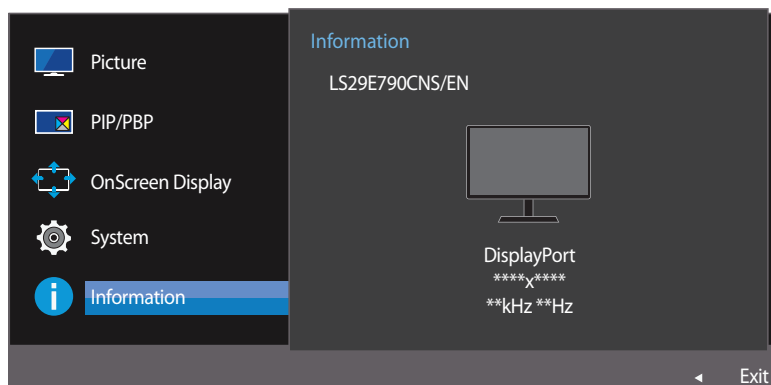 Picture
PIP/PBP
OnScreen Display
System
Information
Information
LS29E790CNS/EN
DisplayPort
****x****
**kHz **Hz
Exit